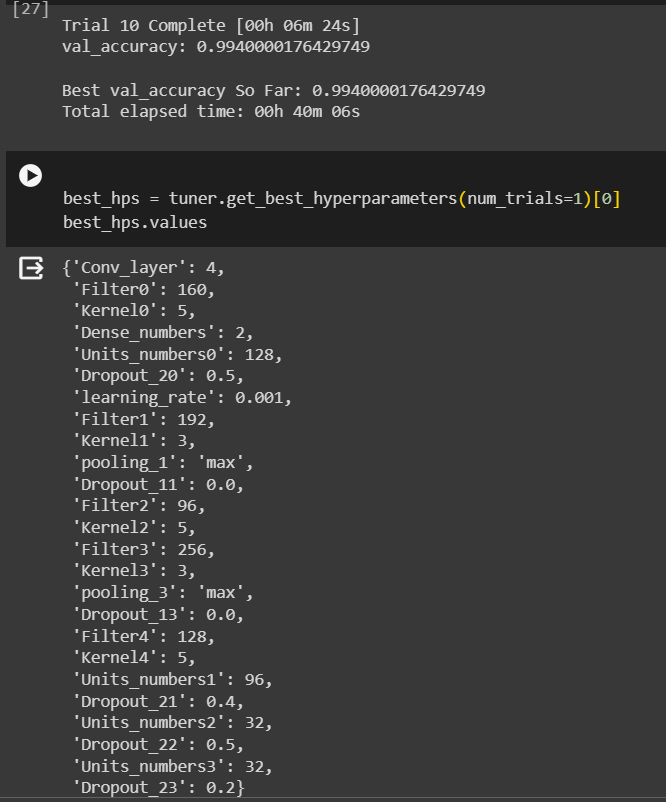 [27]
Trial 10 Complete [00h 06m 24s]
val_accuracy: 0.9940000176429749
Best val_accuracy So Far: 0.9940000176429749
Total elapsed time: 00h 40m 06s
best_hps = tuner.get_best_hyperparameters(num_trials=1)[0]
best_hps.values
{'Conv_layer': 4,
'Filter0': 160,
'Kernel0': 5,
'Dense_numbers': 2,
'Units_numbers0': 128,
'Dropout_20': 0.5,
'learning_rate': 0.001,
'Filter1': 192,
'Kernel1': 3,
'pooling_1': 'max',
'Dropout_11': 0.0,
'Filter2': 96,
'Kernel2': 5,
'Filter3': 256,
'Kernel3': 3,
'pooling_3': 'max',
'Dropout_13': 0.0,
'Filter4': 128,
'Kernel4': 5,
'Units_numbers1': 96,
'Dropout_21': 0.4,
'Units_numbers2': 32,
'Dropout_22': 0.5,
'Units_numbers3': 32,
'Dropout_23': 0.2}